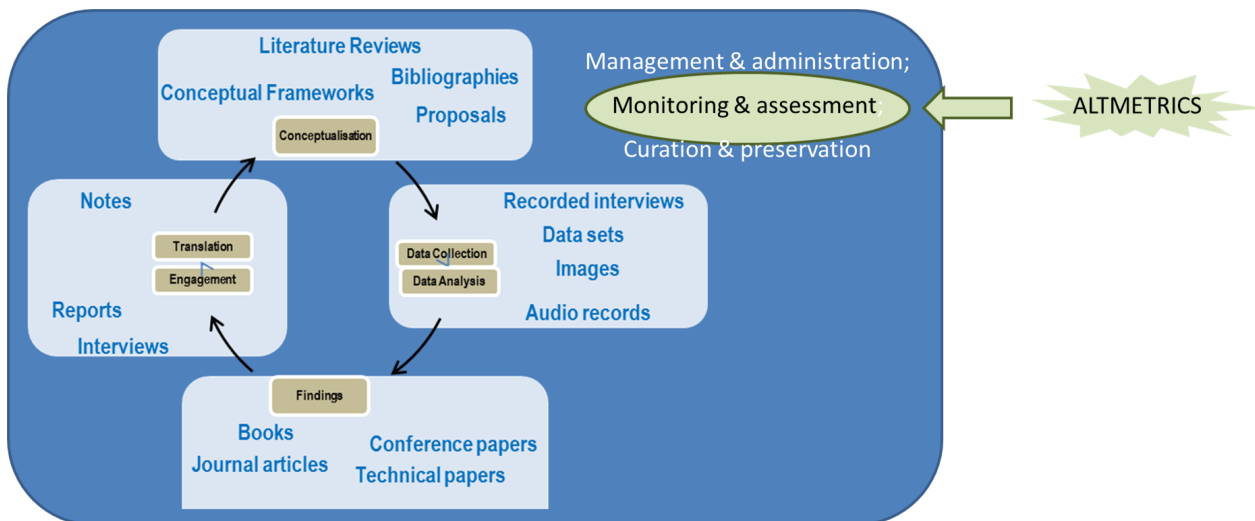 Literature Reviews
Bibliographies
Conceptual Frameworks
Proposals
Conceptualisation
Management & administration;
Monitoring & assessment;
Curation & preservation
ALTMETRICS
Notes
Translation
Engagement
Reports
Interviews
Recorded interviews
Data sets
Data Collection
Images
Data Analysis
Audio records
Findings
Books
Conference papers
Journal articles
Technical papers